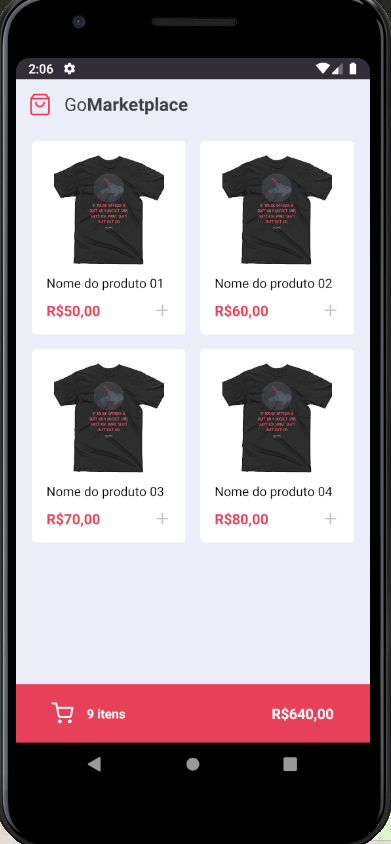 2:06
GoMarketplace
Nome do produto 01
Nome do produto 02
R$50,00 +
R$60,00 +
Nome do produto 03
Nome do produto 04
R$70,00 +
R$80,00 +
9 itens
R$640,00